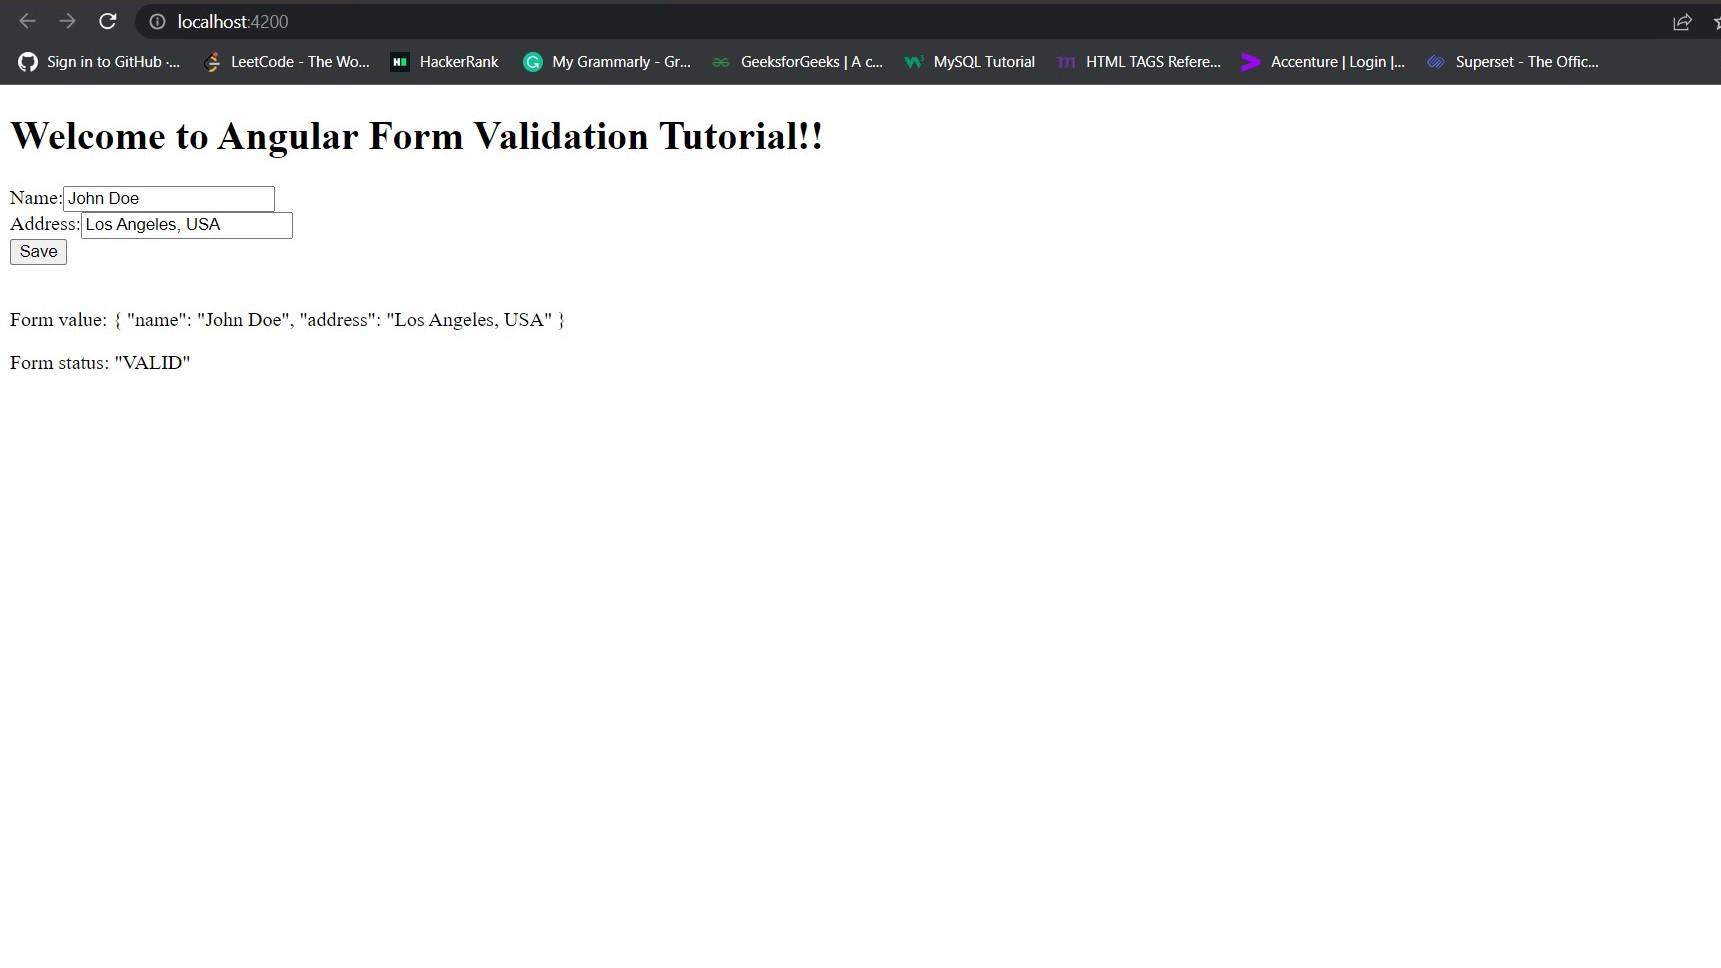 localhost:4200
Sign in to GitHub ·... LeetCode - The Wo... HackerRank My Grammarly - Gr... GeeksforGeeks | A c... MySQL Tutorial HTML TAGS Refere... Accenture | Login |... Superset - The Offic...
Welcome to Angular Form Validation Tutorial!!
Name: John Doe
Address: Los Angeles, USA
Save
Form value: { "name": "John Doe", "address": "Los Angeles, USA" }
Form status: "VALID"